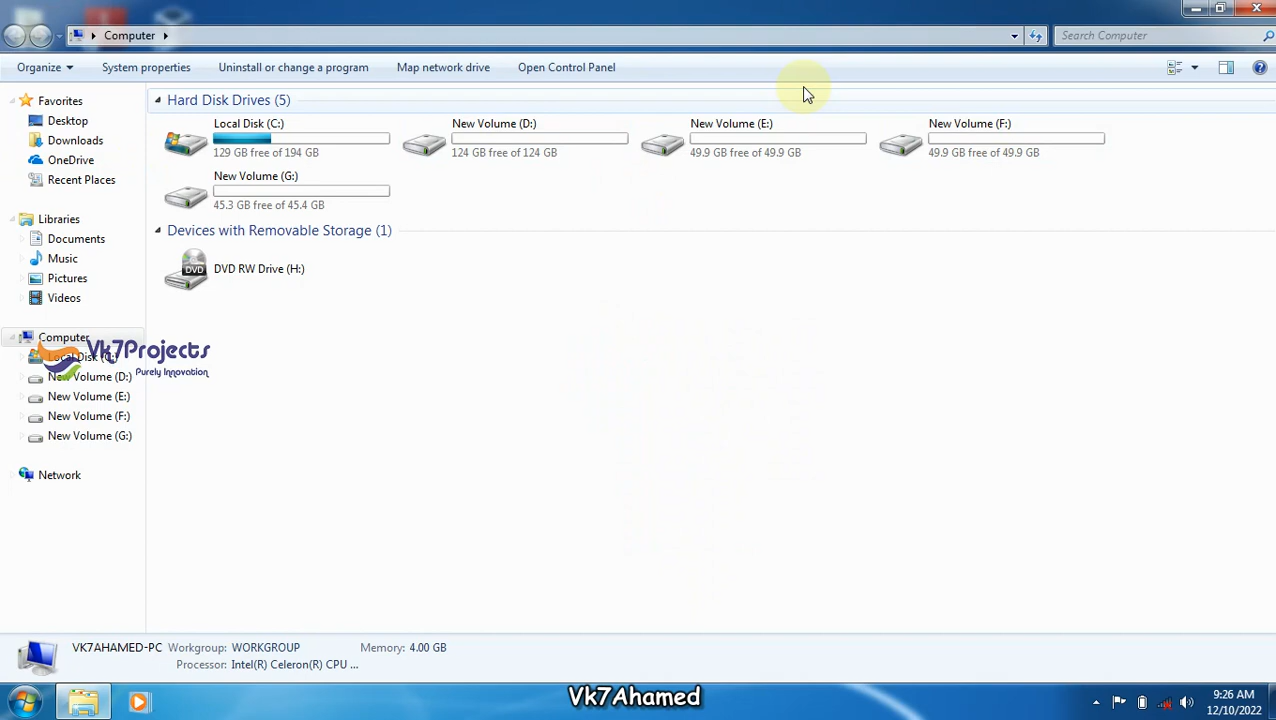 Computer
Search Computer
Organize
System properties
Uninstall or change a program
Map network drive
Open Control Panel
Favorites
Desktop
Downloads
OneDrive
Recent Places
Libraries
Documents
Music
Pictures
Videos
Computer
Local Disk (C:)
New Volume (D:)
New Volume (E:)
New Volume (F:)
New Volume (G:)
Network
Vk7Projects
Purely Innovation
Hard Disk Drives (5)
Local Disk (C:)
129 GB free of 194 GB
New Volume (D:)
124 GB free of 124 GB
New Volume (E:)
49.9 GB free of 49.9 GB
New Volume (F:)
49.9 GB free of 49.9 GB
New Volume (G:)
45.3 GB free of 45.4 GB
Devices with Removable Storage (1)
DVD
DVD RW Drive (H:)
VK7AHAMED-PC
Workgroup: WORKGROUP
Memory: 4.00 GB
Processor: Intel(R) Celeron(R) CPU ...
Vk7Ahamed
9:26 AM
12/10/2022